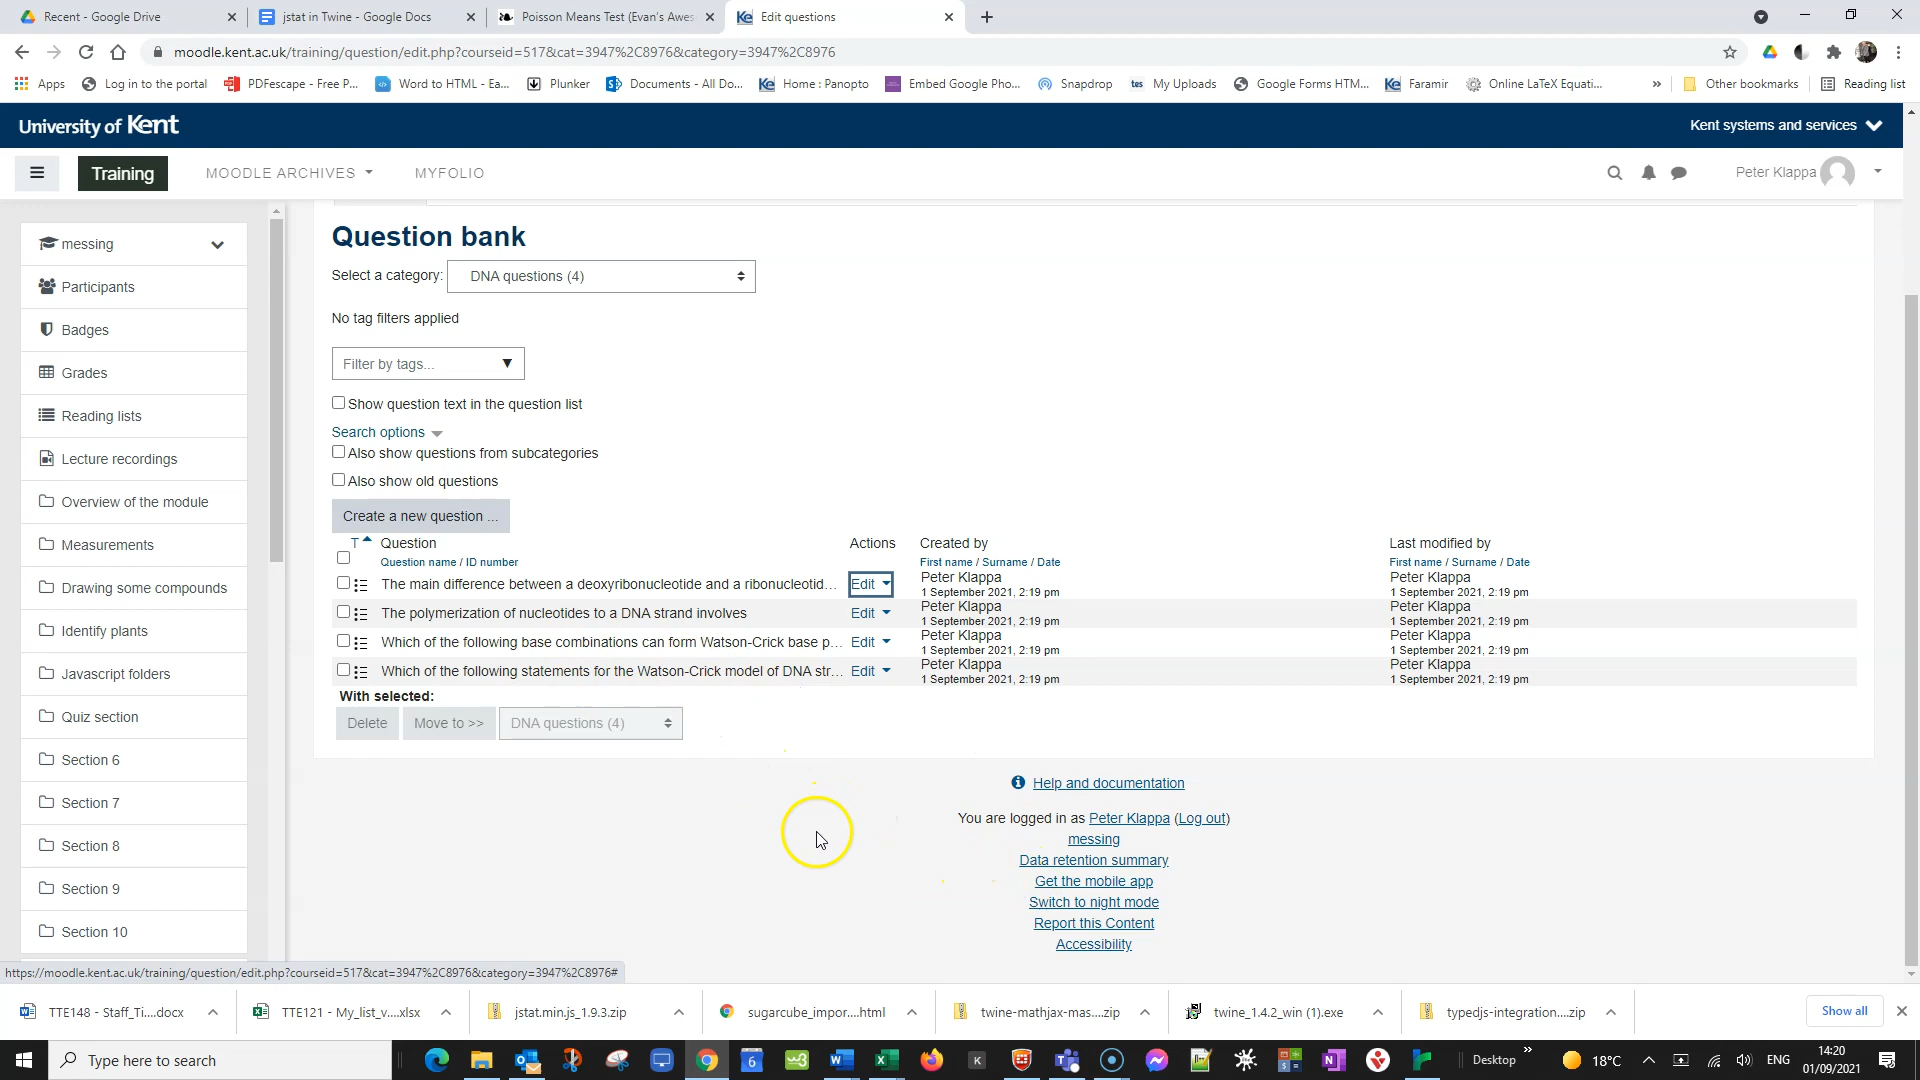 Recent - Google Drive
jstat in Twine - Google Docs
Poisson Means Test (Evan's Awes
Edit questions
moodle.kent.ac.uk/training/question/edit.php?courseid=517&cat=3947%2C8976&category=3947%2C8976
Apps
Log in to the portal
PDFescape - Free P...
Word to HTML - Ea...
Plunker
Documents - All Do...
Home : Panopto
Embed Google Pho...
Snapdrop
My Uploads
Google Forms HTM...
Faramir
Online LaTeX Equati...
»
Other bookmarks
Reading list
University of Kent
Kent systems and services
Training
MOODLE ARCHIVES
MYFOLIO
Peter Klappa
messing
Participants
Badges
Grades
Reading lists
Lecture recordings
Overview of the module
Measurements
Drawing some compounds
Identify plants
Javascript folders
Quiz section
Section 6
Section 7
Section 8
Section 9
Section 10
Question bank
Select a category: DNA questions (4)
No tag filters applied
Filter by tags...
Show question text in the question list
Search options
Also show questions from subcategories
Also show old questions
Create a new question ...
T Question Actions Created by Last modified by
Question name / ID number First name / Surname / Date First name / Surname / Date
The main difference between a deoxyribonucleotide and a ribonucleotid... Edit Peter Klappa Peter Klappa
1 September 2021, 2:19 pm 1 September 2021, 2:19 pm
The polymerization of nucleotides to a DNA strand involves Edit Peter Klappa Peter Klappa
1 September 2021, 2:19 pm 1 September 2021, 2:19 pm
Which of the following base combinations can form Watson-Crick base p... Edit Peter Klappa Peter Klappa
1 September 2021, 2:19 pm 1 September 2021, 2:19 pm
Which of the following statements for the Watson-Crick model of DNA str... Edit Peter Klappa Peter Klappa
1 September 2021, 2:19 pm 1 September 2021, 2:19 pm
With selected:
Delete Move to >> DNA questions (4)
Help and documentation
You are logged in as Peter Klappa (Log out)
messing
Data retention summary
Get the mobile app
Switch to night mode
Report this Content
Accessibility
https://moodle.kent.ac.uk/training/question/edit.php?courseid=517&cat=3947%2C8976&category=3947%2C8976#
TTE148 - Staff_Ti....docx
TTE121 - My_list_v....xlsx
jstat.min.js_1.9.3.zip
sugarcube_impor....html
twine-mathjax-mas....zip
twine_1.4.2_win (1).exe
typedjs-integration....zip
Show all
Type here to search
Desktop »
18°C
ENG
14:20
01/09/2021